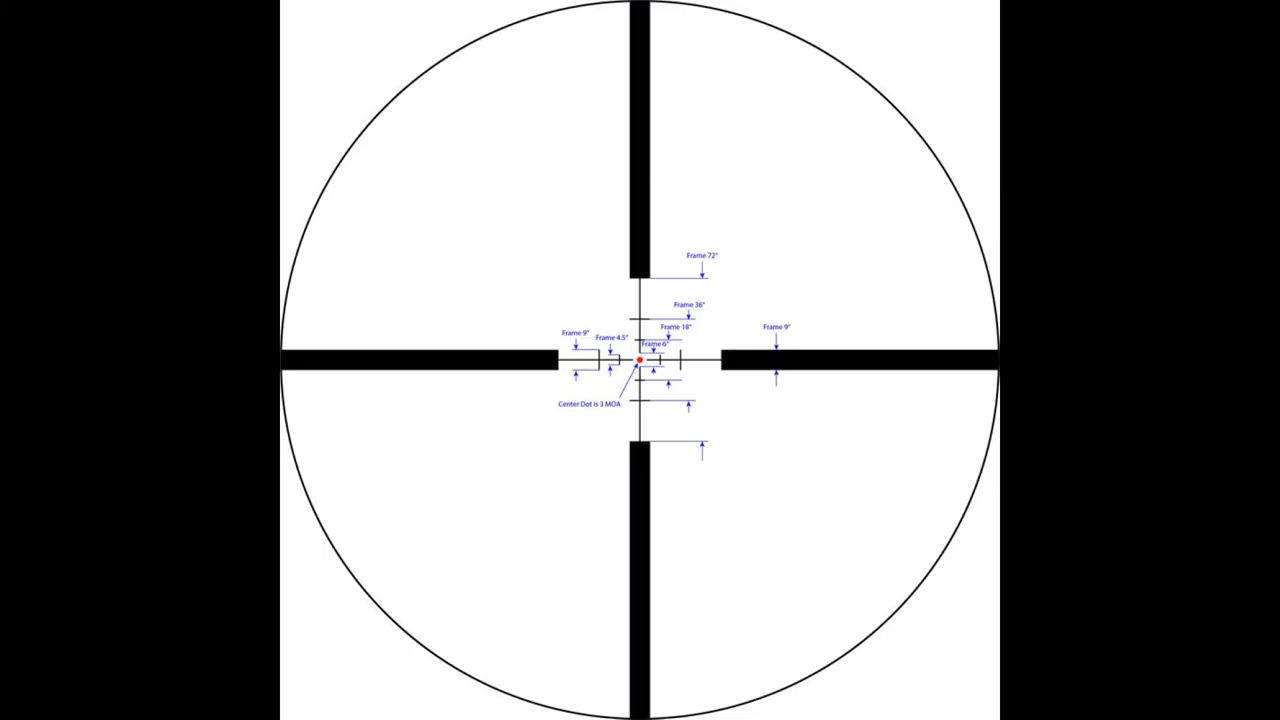 Frame 72"
Frame 36"
Frame 18"
Frame 9"
Frame 9"
Frame 4.5"
Frame 6"
Center Dot is 3 MOA